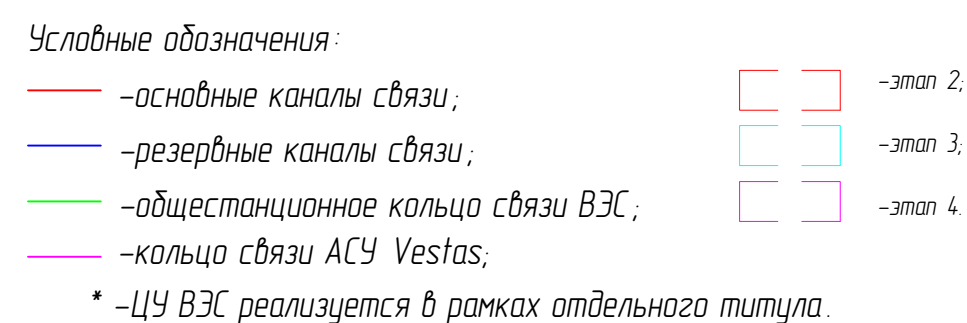 Условные обозначения:
–основные каналы связи;
–резервные каналы связи;
–общестанционное кольцо связи ВЭС;
–кольцо связи АСУ Vestas;
* –ЦУ ВЭС реализуется в рамках отдельного титула.
–этап 2;
–этап 3;
–этап 4.